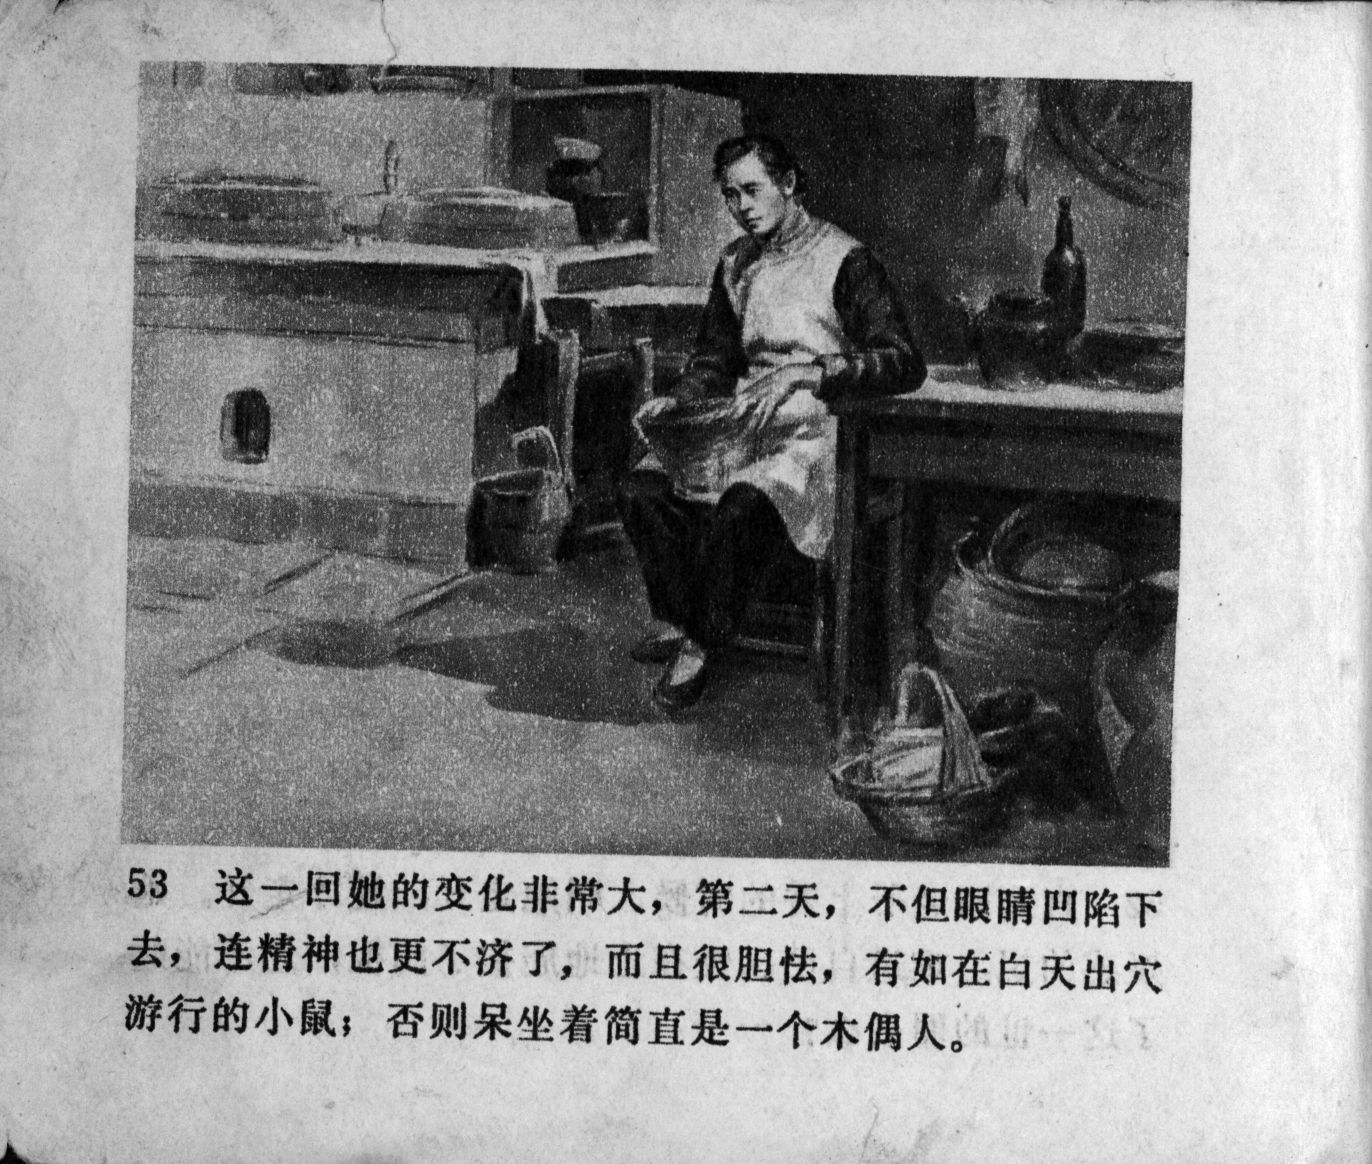 53 这一回她的变化非常大，第二天，不但眼睛凹陷下
去，连精神也更不济了，而且很胆怯，有如在白天出穴
游行的小鼠；否则呆坐着简直是一个木偶人。